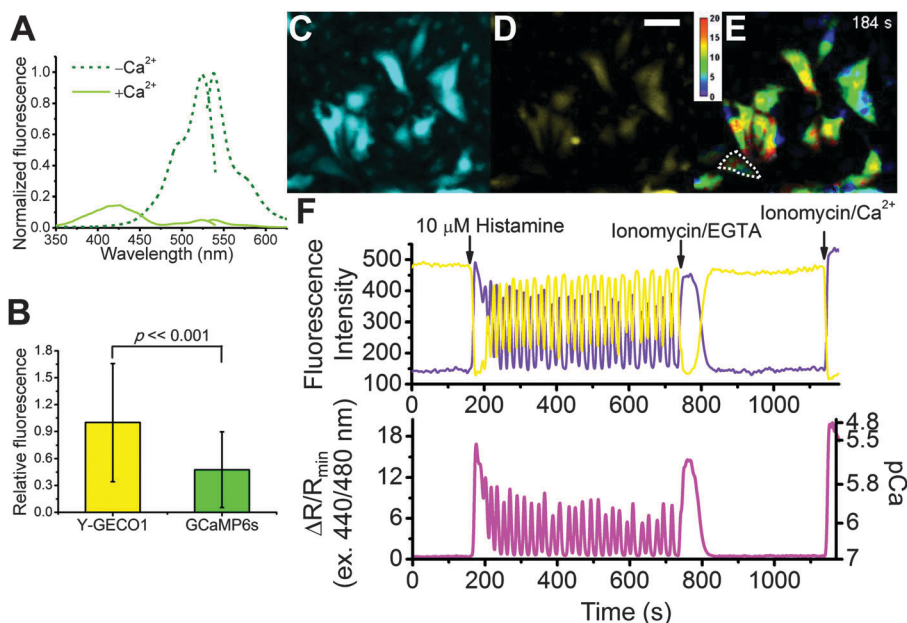 A
Normalized fluorescence
1.0
0.8
0.6
0.4
0.2
0.0
−Ca²⁺
+Ca²⁺
350 400 450 500 550 600
Wavelength (nm)
B
Relative fluorescence
1.8
1.5
1.2
0.9
0.6
0.3
0.0
p << 0.001
Y-GECO1 GCaMP6s
C
D
20
15
10
5
0
E
184 s
F
10 μM Histamine
Ionomycin/EGTA
Ionomycin/Ca²⁺
Fluorescence
Intensity
500
400
300
200
100
0 200 400 600 800 1000
ΔR/Rmin
(ex. 440/480 nm)
18
12
6
0
4.8
5.5
5.8
6
7
pCa
0 200 400 600 800 1000
Time (s)